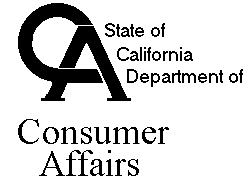 State of
California
Department of
Consumer
Affairs